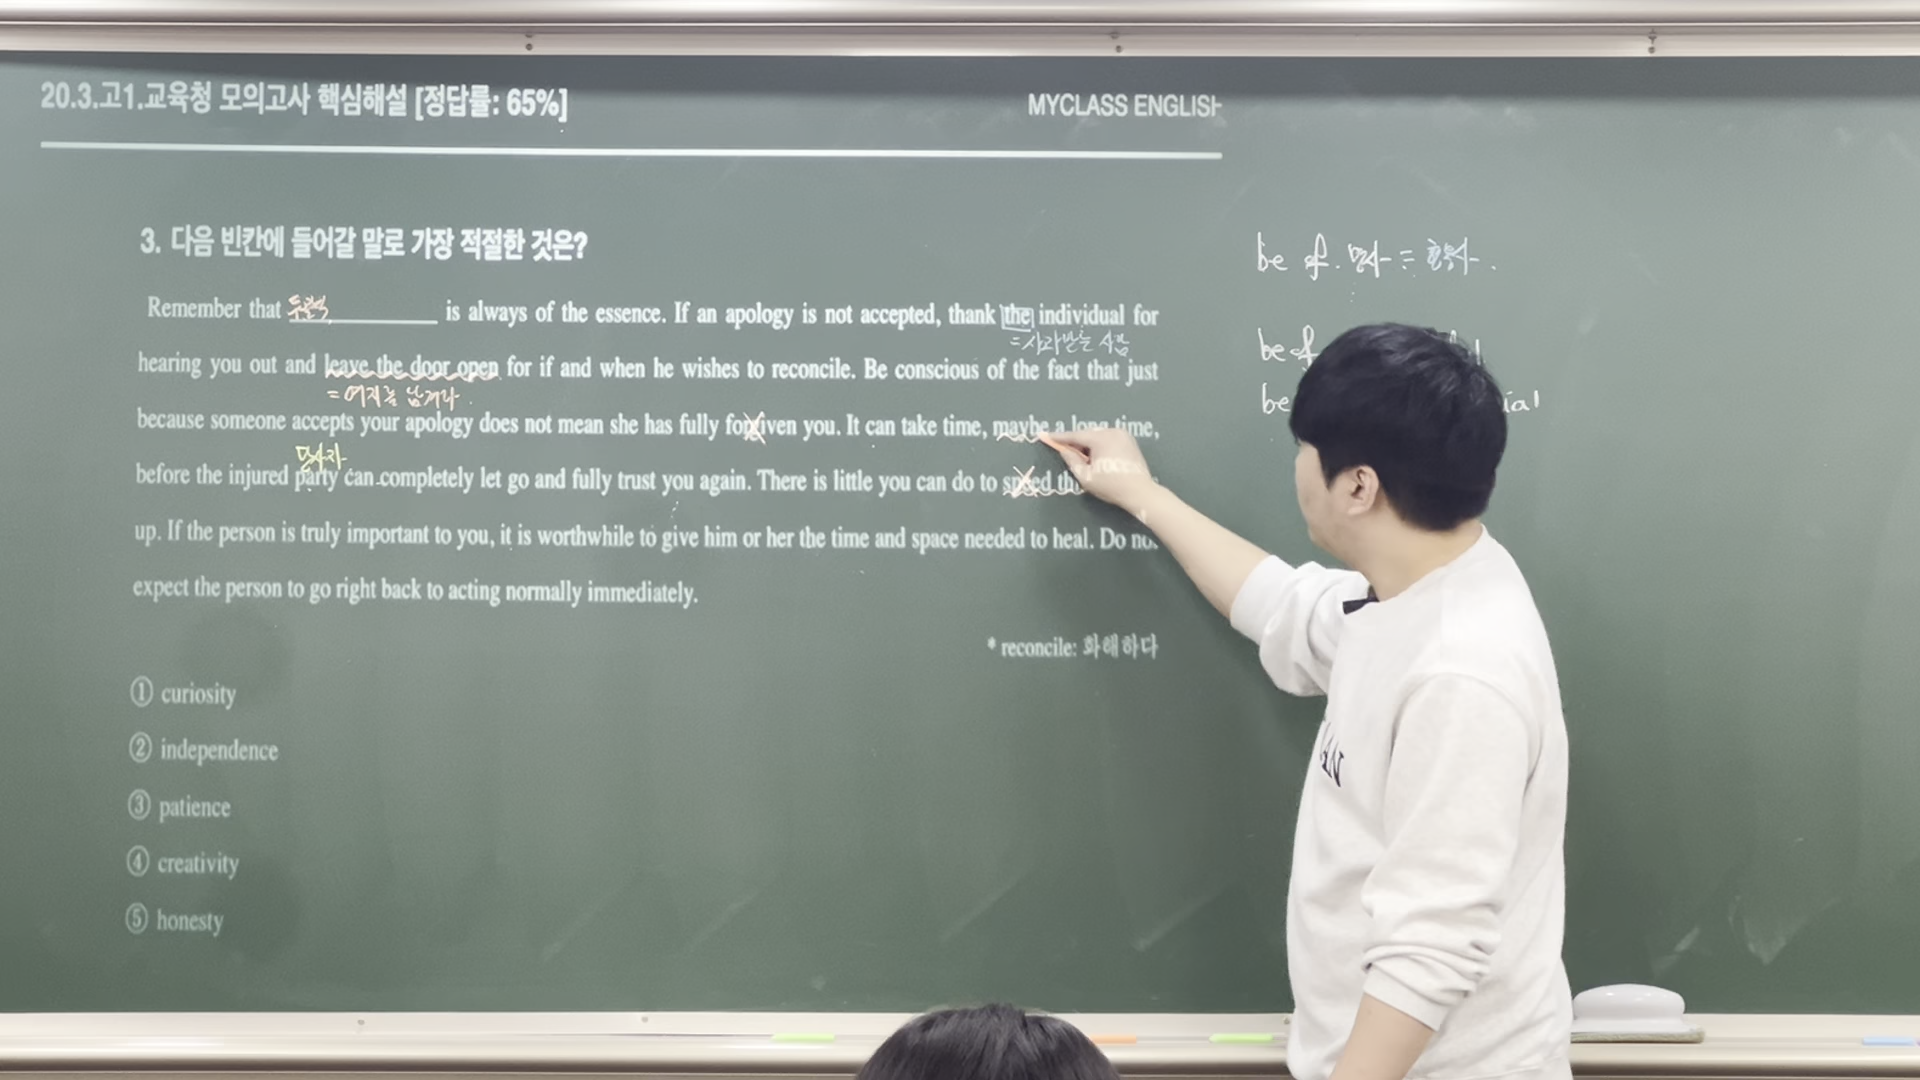 20.3.고1.교육청 모의고사 핵심해설 [정답률: 65%]
MYCLASS ENGLISH
3. 다음 빈칸에 들어갈 말로 가장 적절한 것은?
be of 명사 = 형용사.
Remember that ____________ is always of the essence. If an apology is not accepted, thank the individual for
= 사과받는 사람
be of
hearing you out and leave the door open for if and when he wishes to reconcile. Be conscious of the fact that just
= 여지를 남겨라.
be
because someone accepts your apology does not mean she has fully forgiven you. It can take time, maybe a long time,
당사자
before the injured party can completely let go and fully trust you again. There is little you can do to speed this process
up. If the person is truly important to you, it is worthwhile to give him or her the time and space needed to heal. Do not
expect the person to go right back to acting normally immediately.
* reconcile: 화해하다
① curiosity
② independence
③ patience
④ creativity
⑤ honesty
AN